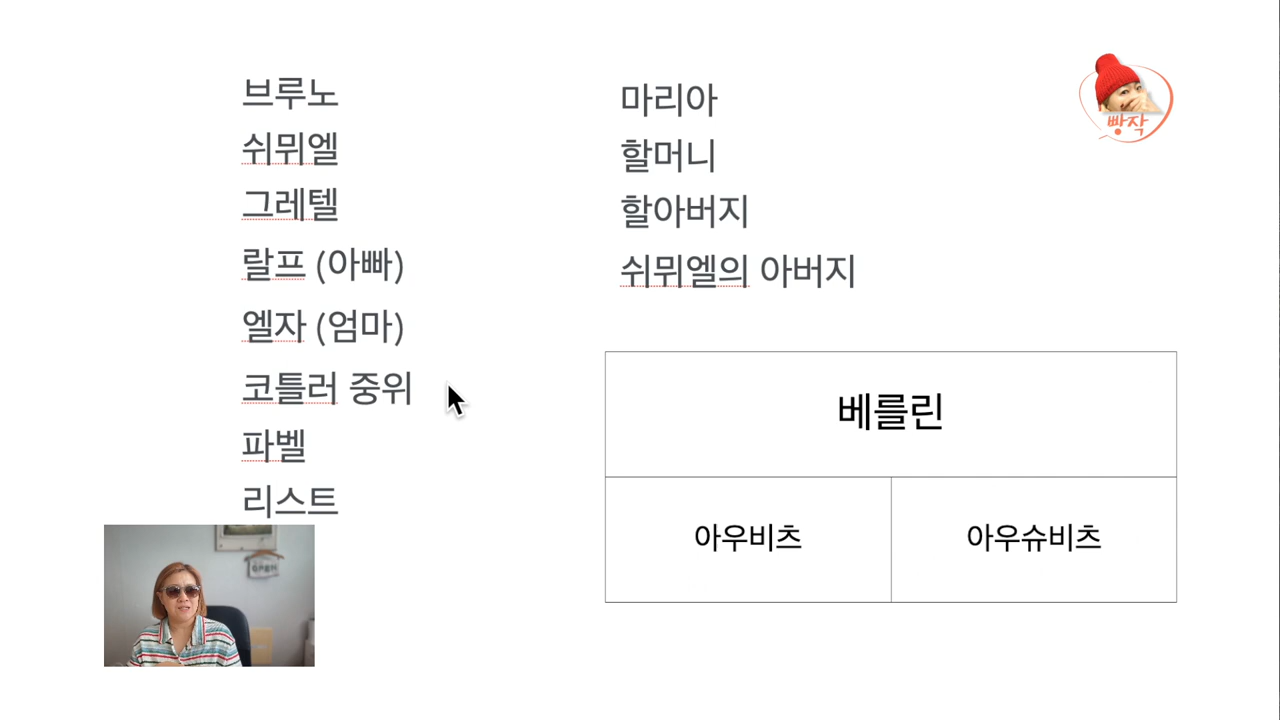 브루노
쉬뮈엘
그레텔
랄프 (아빠)
엘자 (엄마)
코틀러 중위
파벨
리스트
마리아
할머니
할아버지
쉬뮈엘의 아버지
빵작
베를린
아우비츠
아우슈비츠
OPEN